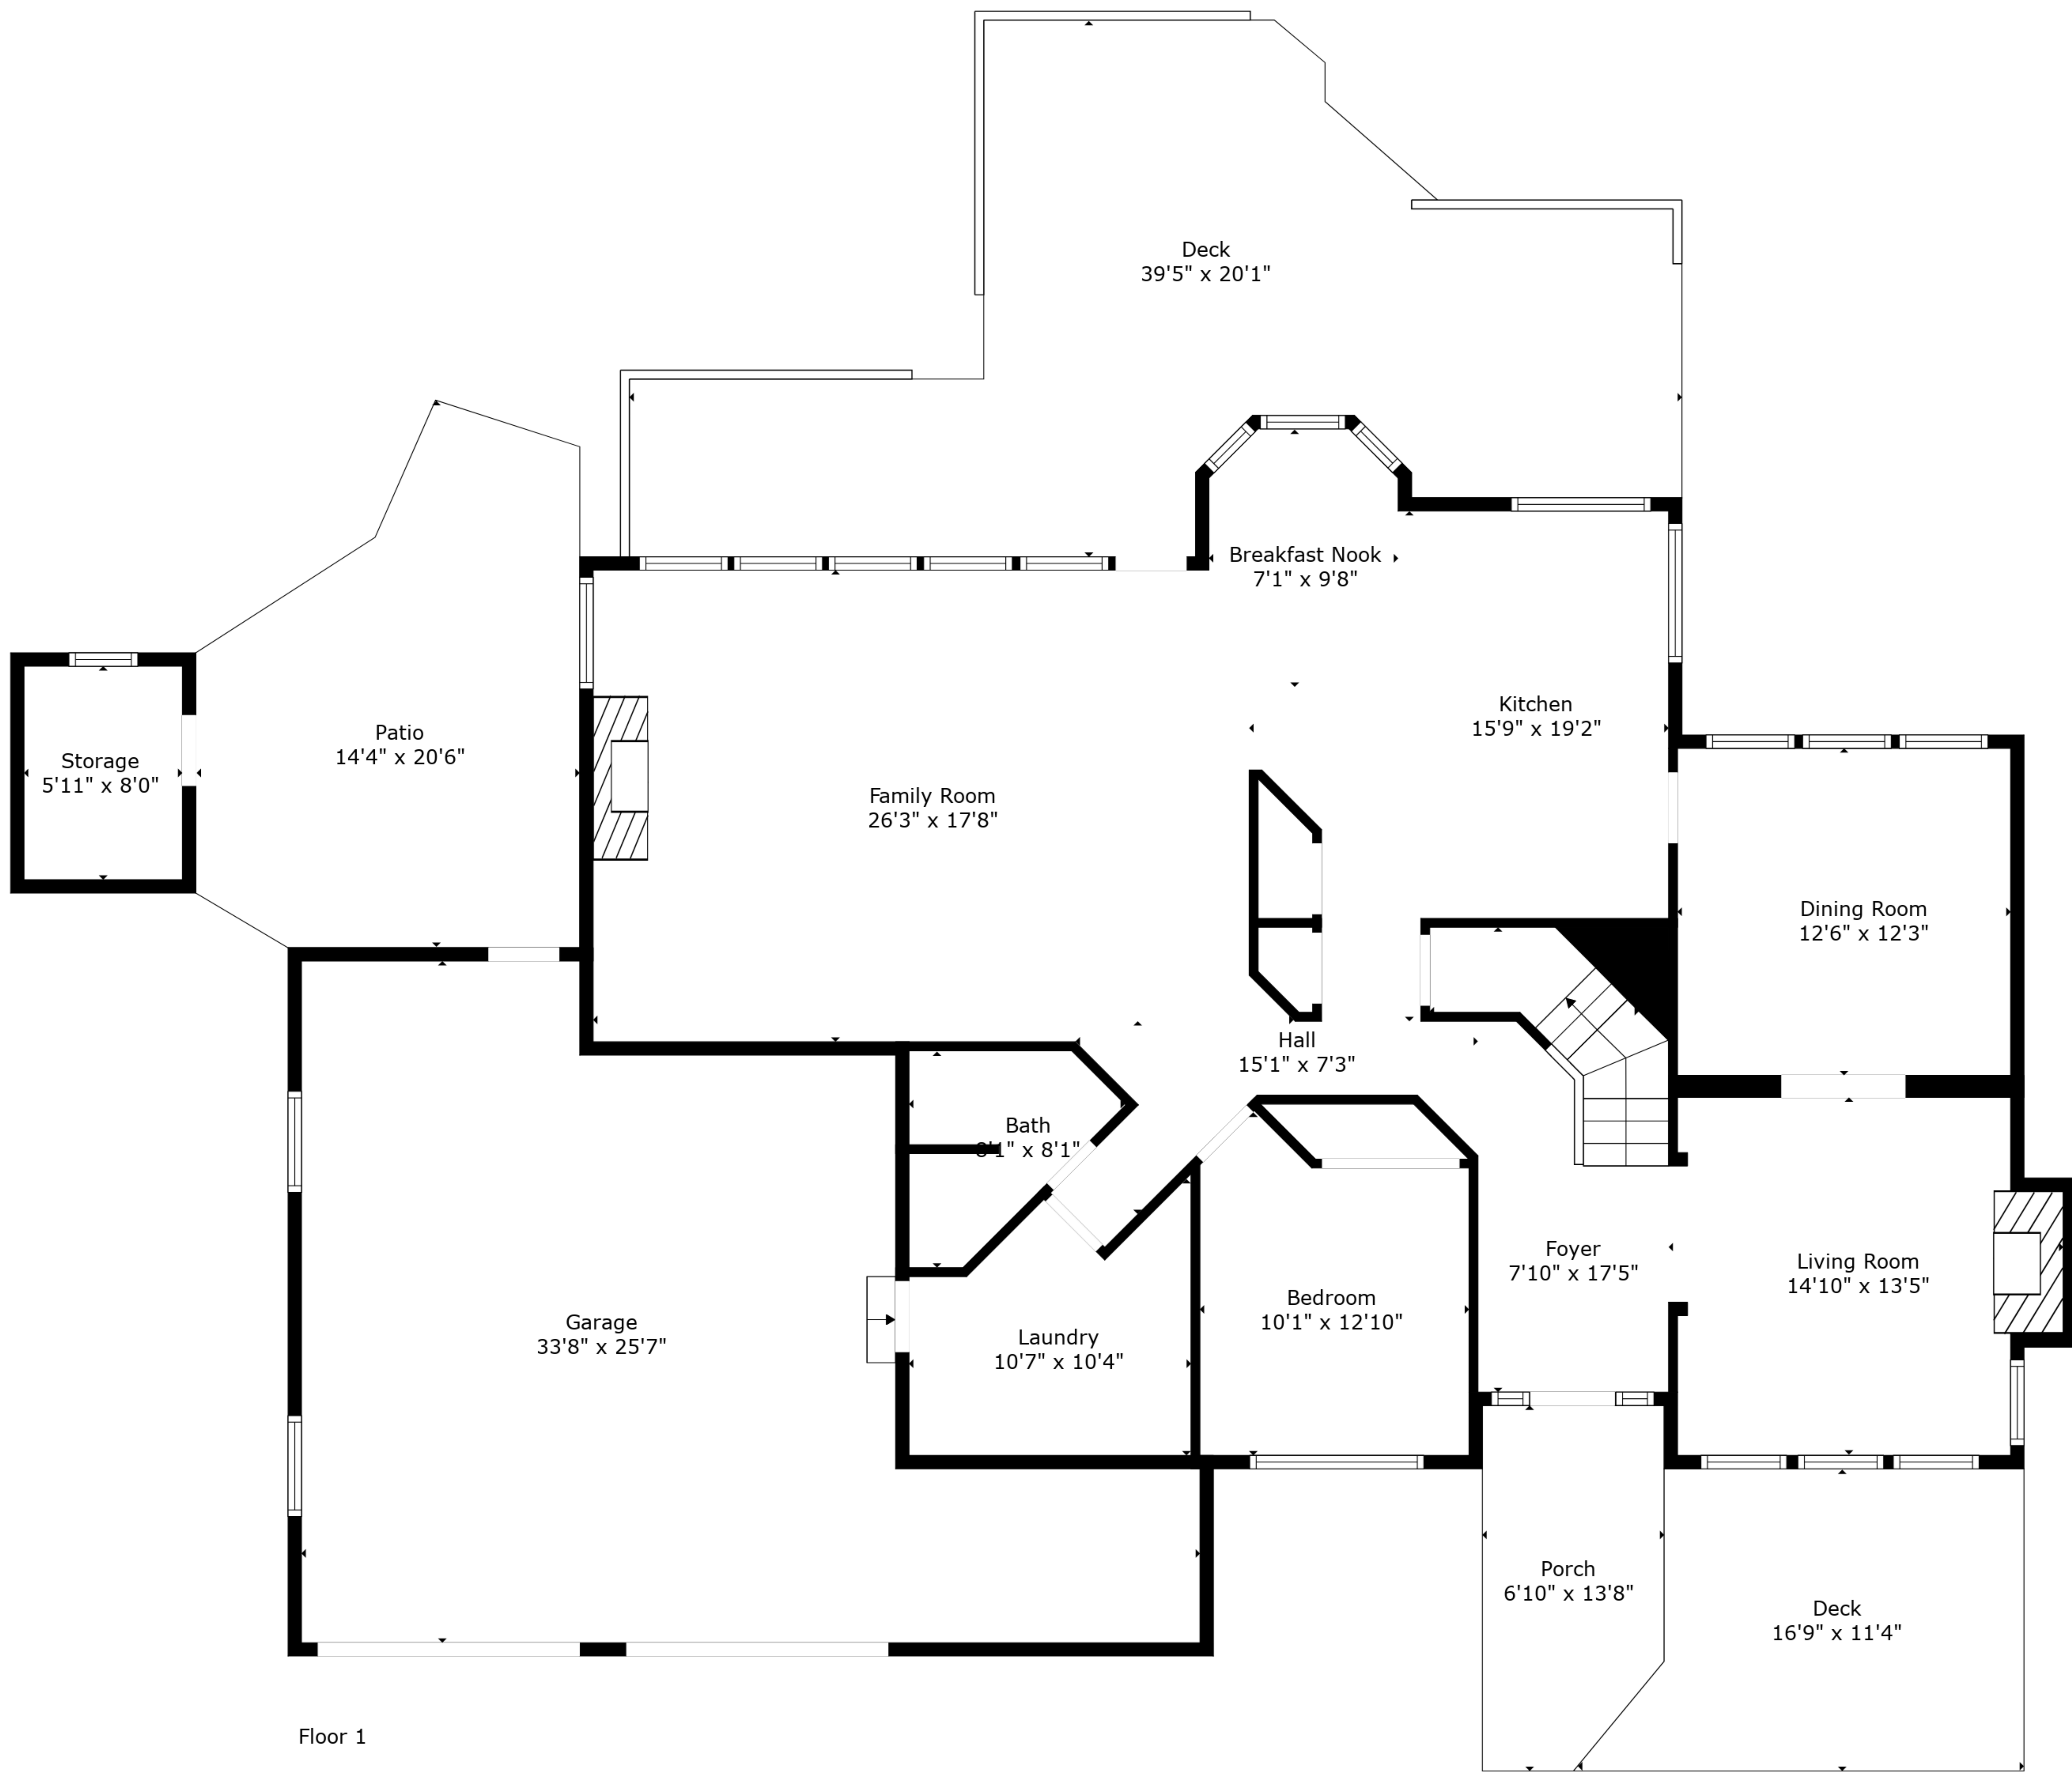 Deck
39'5" x 20'1"
Breakfast Nook
7'1" x 9'8"
Kitchen
15'9" x 19'2"
Patio
14'4" x 20'6"
Storage
5'11" x 8'0"
Family Room
26'3" x 17'8"
Dining Room
12'6" x 12'3"
Hall
15'1" x 7'3"
Bath
8'1" x 8'1"
Foyer
7'10" x 17'5"
Living Room
14'10" x 13'5"
Bedroom
10'1" x 12'10"
Garage
33'8" x 25'7"
Laundry
10'7" x 10'4"
Porch
6'10" x 13'8"
Deck
16'9" x 11'4"
Floor 1